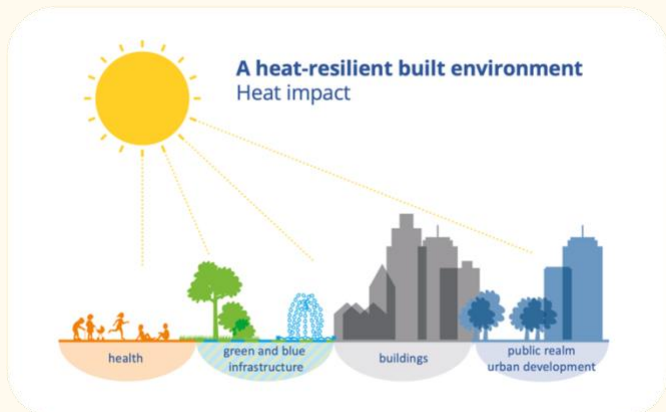 A heat-resilient built environment
Heat impact
health
green and blue
infrastructure
buildings
public realm
urban development